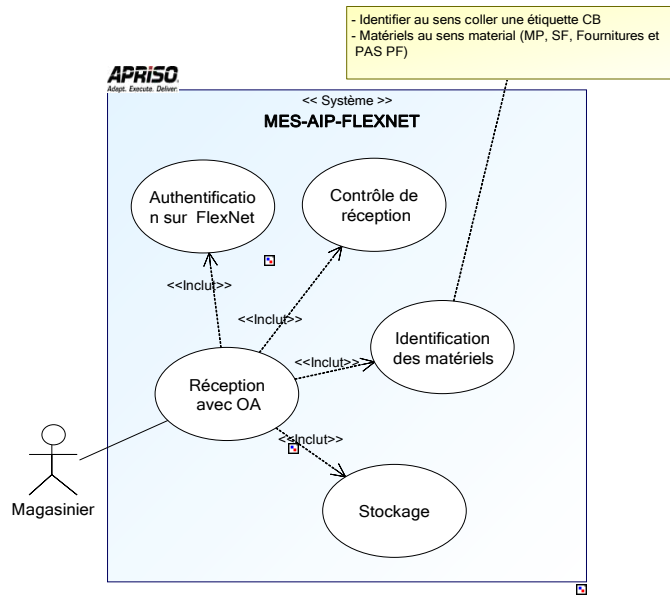 - Identifier au sens coller une étiquette CB
- Matériels au sens material (MP, SF, Fournitures et
PAS PF)
APRISO
Adapt. Execute. Deliver.
<< Système >>
MES-AIP-FLEXNET
Authentificatio
n sur FlexNet
Contrôle de
réception
<<Inclut>>
<<Inclut>>
Identification
des matériels
<<Inclut>>
Réception
avec OA
<<Inclut>>
Magasinier
Stockage